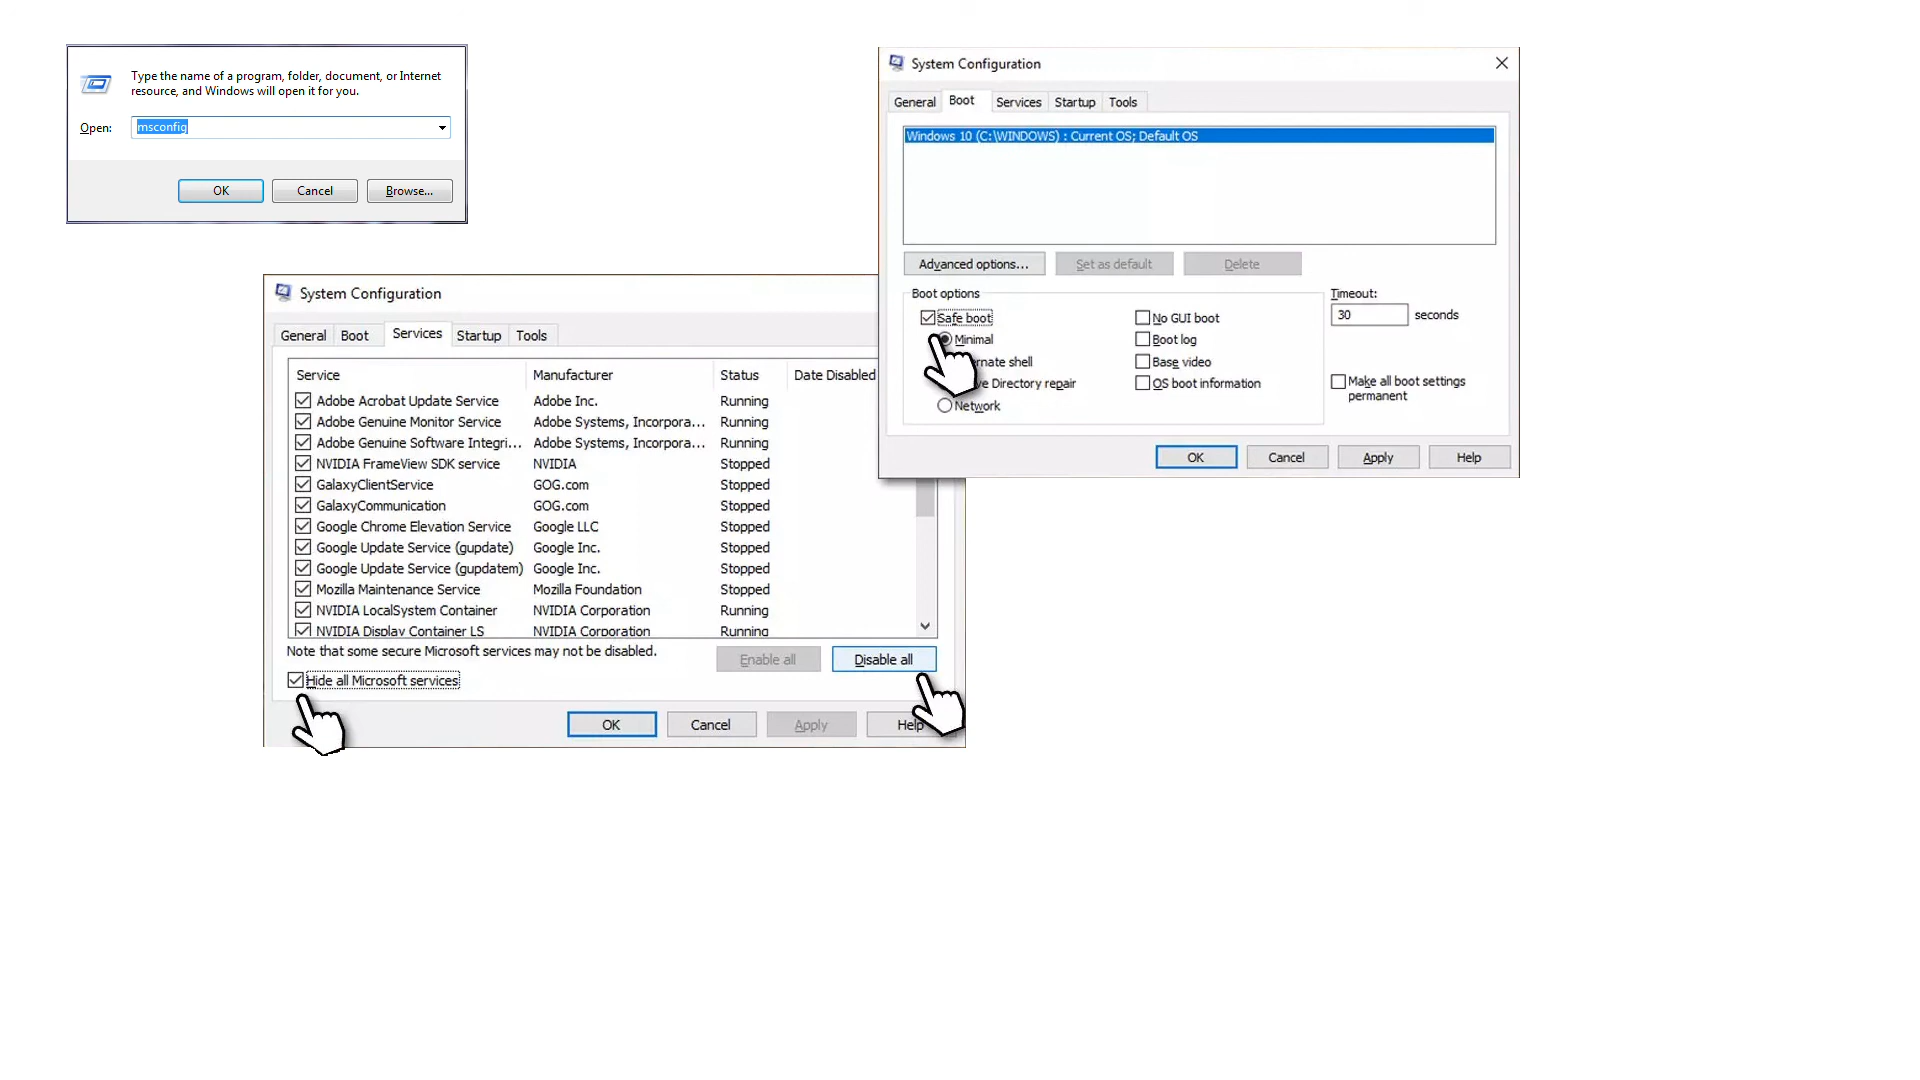 Type the name of a program, folder, document, or Internet
resource, and Windows will open it for you.
Open: msconfig
OK Cancel Browse...
System Configuration
General Boot Services Startup Tools
Windows 10 (C:\WINDOWS) : Current OS; Default OS
Advanced options... Set as default Delete
Boot options
Timeout:
Safe boot No GUI boot 30 seconds
Minimal Boot log
shell Base video
Directory repair OS boot information
Make all boot settings
permanent
Network
OK Cancel Apply Help
System Configuration
General Boot Services Startup Tools
Service Manufacturer Status Date Disabled
Adobe Acrobat Update Service Adobe Inc. Running
Adobe Genuine Monitor Service Adobe Systems, Incorpora... Running
Adobe Genuine Software Integri... Adobe Systems, Incorpora... Running
NVIDIA FrameView SDK service NVIDIA Stopped
GalaxyClientService GOG.com Stopped
GalaxyCommunication GOG.com Stopped
Google Chrome Elevation Service Google LLC Stopped
Google Update Service (gupdate) Google Inc. Stopped
Google Update Service (gupdatem) Google Inc. Stopped
Mozilla Maintenance Service Mozilla Foundation Stopped
NVIDIA LocalSystem Container NVIDIA Corporation Running
NVIDIA Display Container LS NVIDIA Corporation Running
Note that some secure Microsoft services may not be disabled.
Enable all Disable all
Hide all Microsoft services
OK Cancel Apply Help